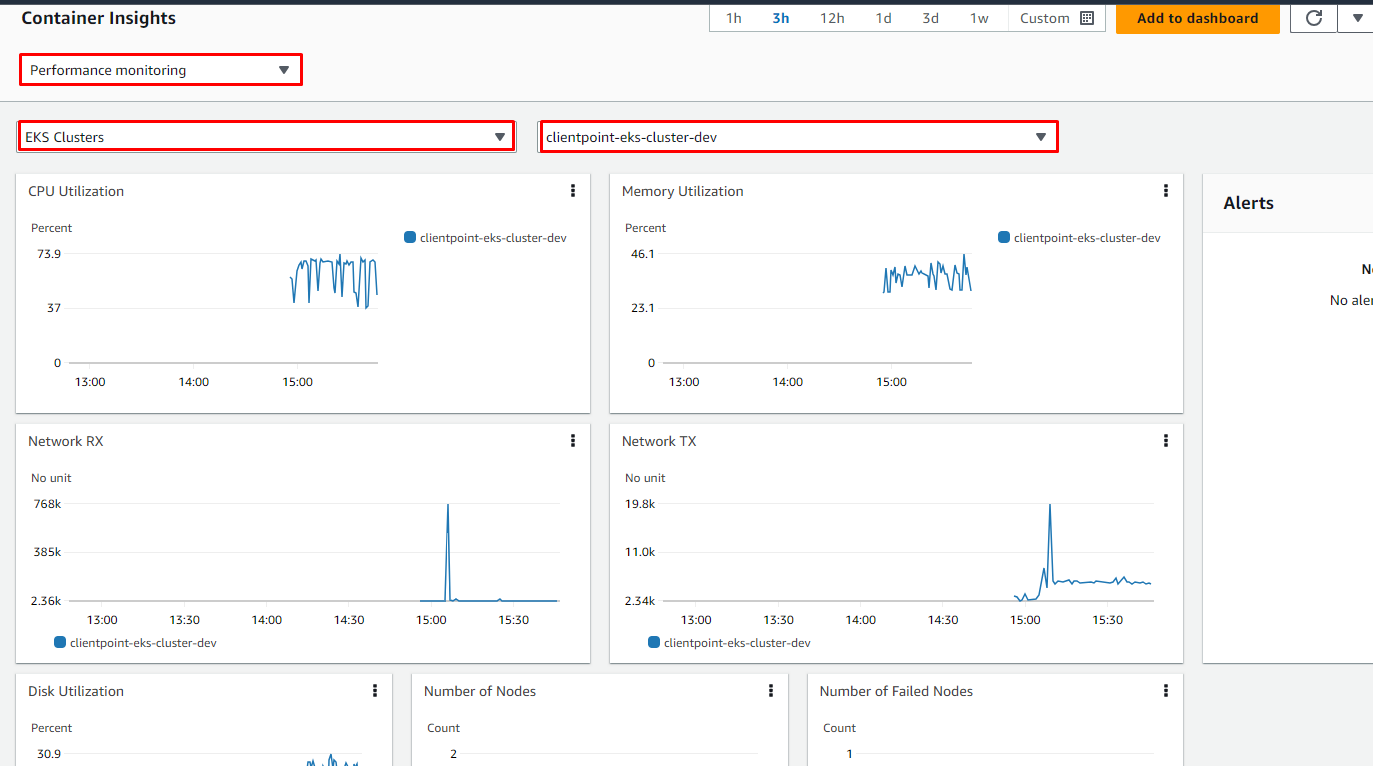 Container Insights
1h 3h 12h 1d 3d 1w Custom Add to dashboard
Performance monitoring
EKS Clusters
clientpoint-eks-cluster-dev
CPU Utilization
Percent
clientpoint-eks-cluster-dev
73.9
37
0
13:00 14:00 15:00
Memory Utilization
Percent
clientpoint-eks-cluster-dev
46.1
23.1
0
13:00 14:00 15:00
Alerts
No aler
Network RX
No unit
768k
385k
2.36k
13:00 13:30 14:00 14:30 15:00 15:30
clientpoint-eks-cluster-dev
Network TX
No unit
19.8k
11.0k
2.34k
13:00 13:30 14:00 14:30 15:00 15:30
clientpoint-eks-cluster-dev
Disk Utilization
Percent
30.9
Number of Nodes
Count
2
Number of Failed Nodes
Count
1